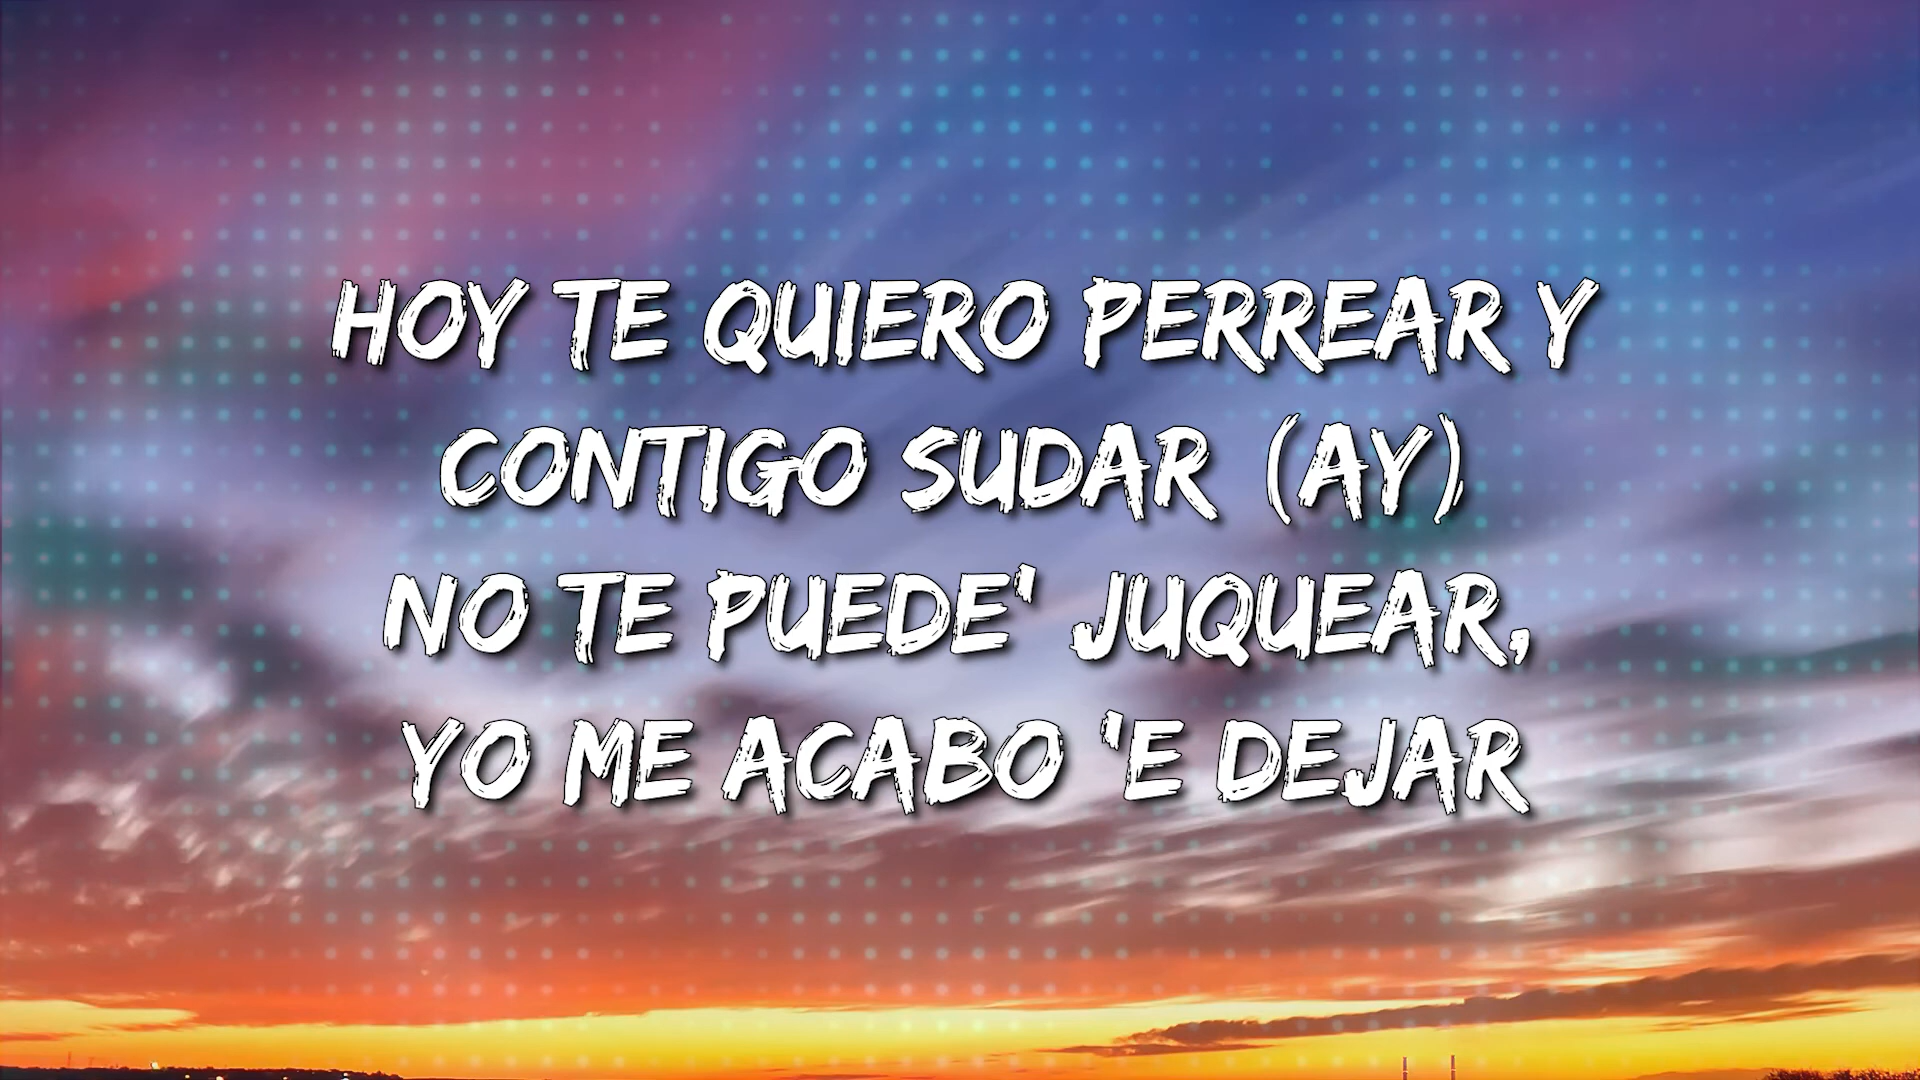 HOY TE QUIERO PERREAR Y
CONTIGO SUDAR (AY)
NO TE PUEDE' JUQUEAR,
YO ME ACABO 'E DEJAR